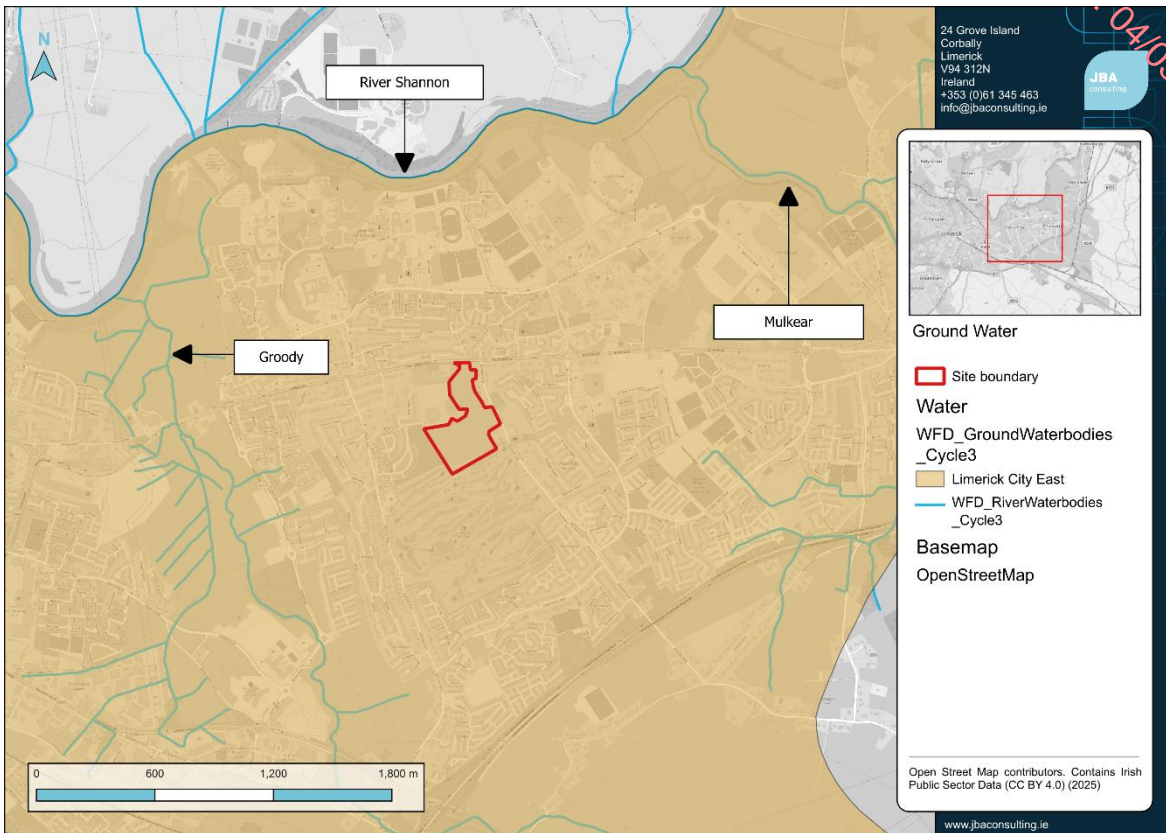 N
River Shannon
Groody
Mulkear
0 600 1,200 1,800 m
24 Grove Island
Corbally
Limerick
V94 312N
Ireland
+353 (0)61 345 463
info@jbaconsulting.ie
04/0
JBA
consulting
Ground Water
Site boundary
Water
WFD_GroundWaterbodies
_Cycle3
Limerick City East
WFD_RiverWaterbodies
_Cycle3
Basemap
OpenStreetMap
Open Street Map contributors. Contains Irish
Public Sector Data (CC BY 4.0) (2025)
www.jbaconsulting.ie